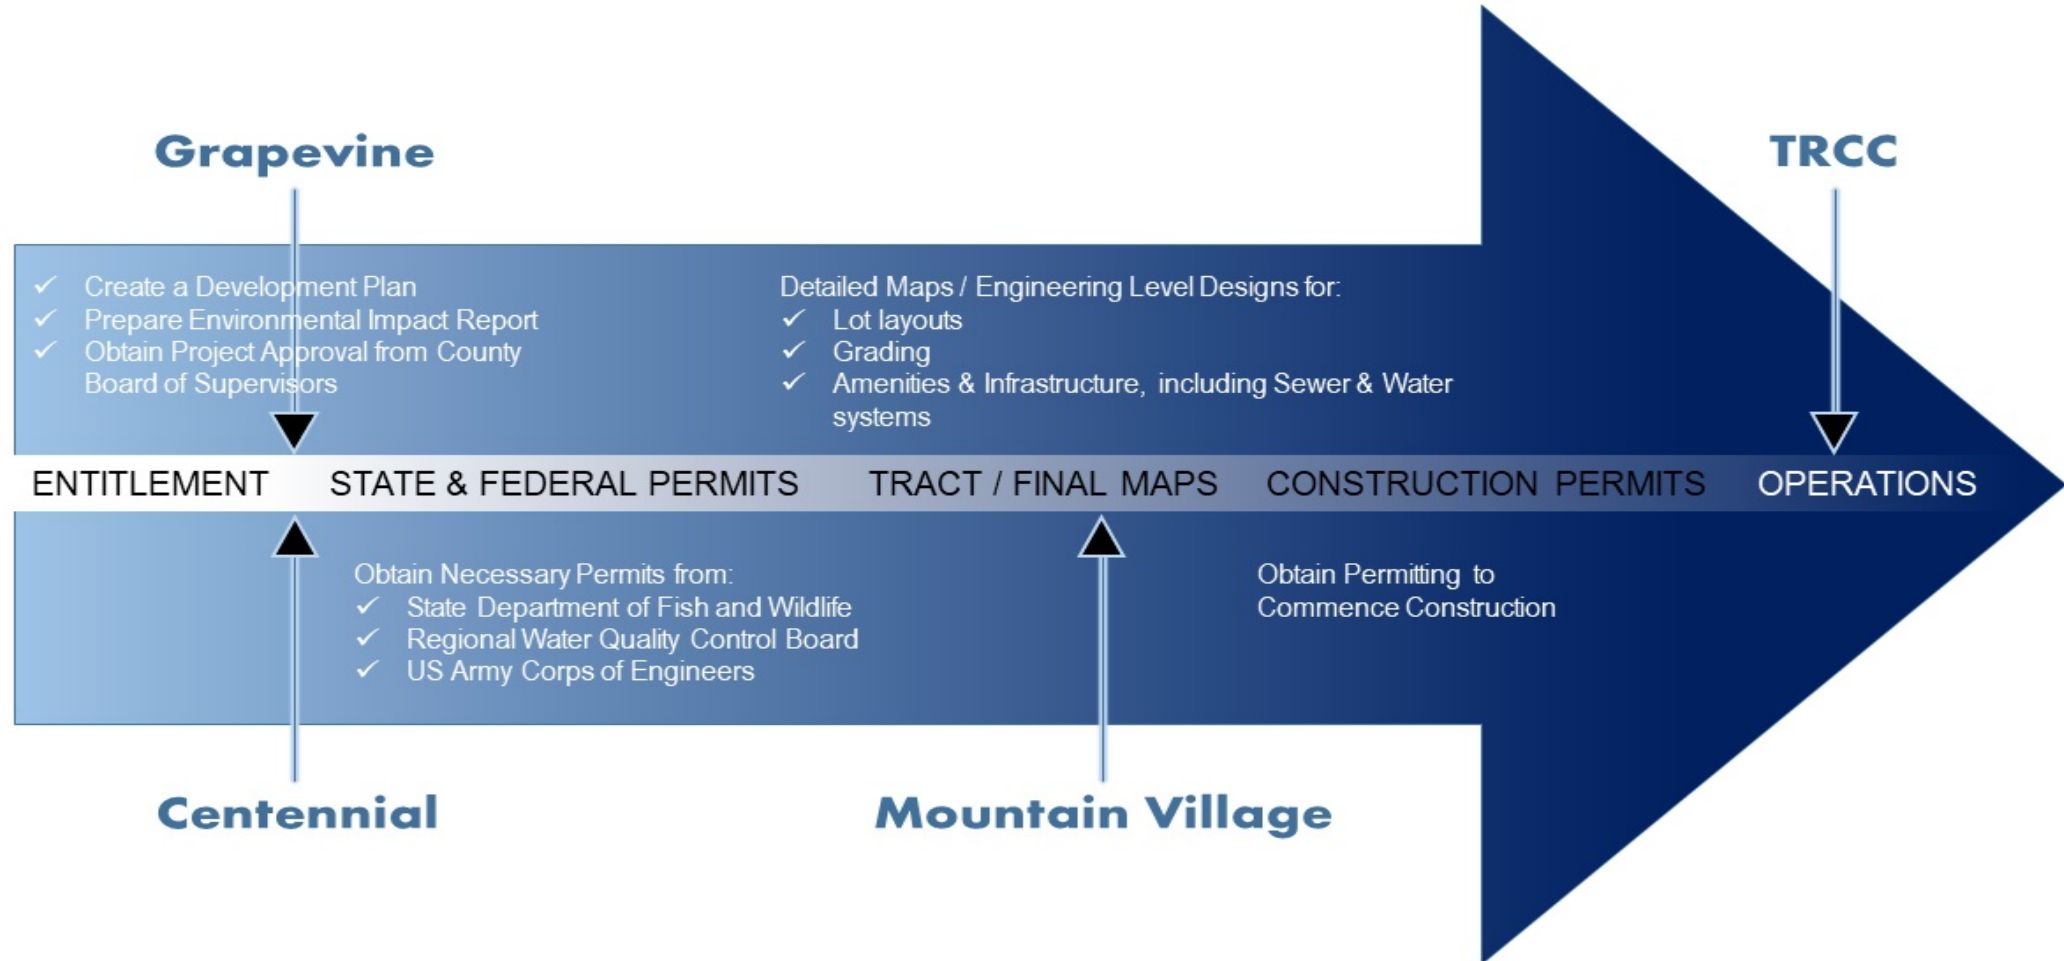 Grapevine
TRCC
Create a Development Plan
Prepare Environmental Impact Report
Obtain Project Approval from County
Board of Supervisors
Detailed Maps / Engineering Level Designs for:
Lot layouts
Grading
Amenities & Infrastructure, including Sewer & Water
systems
ENTITLEMENT STATE & FEDERAL PERMITS TRACT / FINAL MAPS CONSTRUCTION PERMITS OPERATIONS
Obtain Necessary Permits from:
State Department of Fish and Wildlife
Regional Water Quality Control Board
US Army Corps of Engineers
Obtain Permitting to
Commence Construction
Centennial
Mountain Village